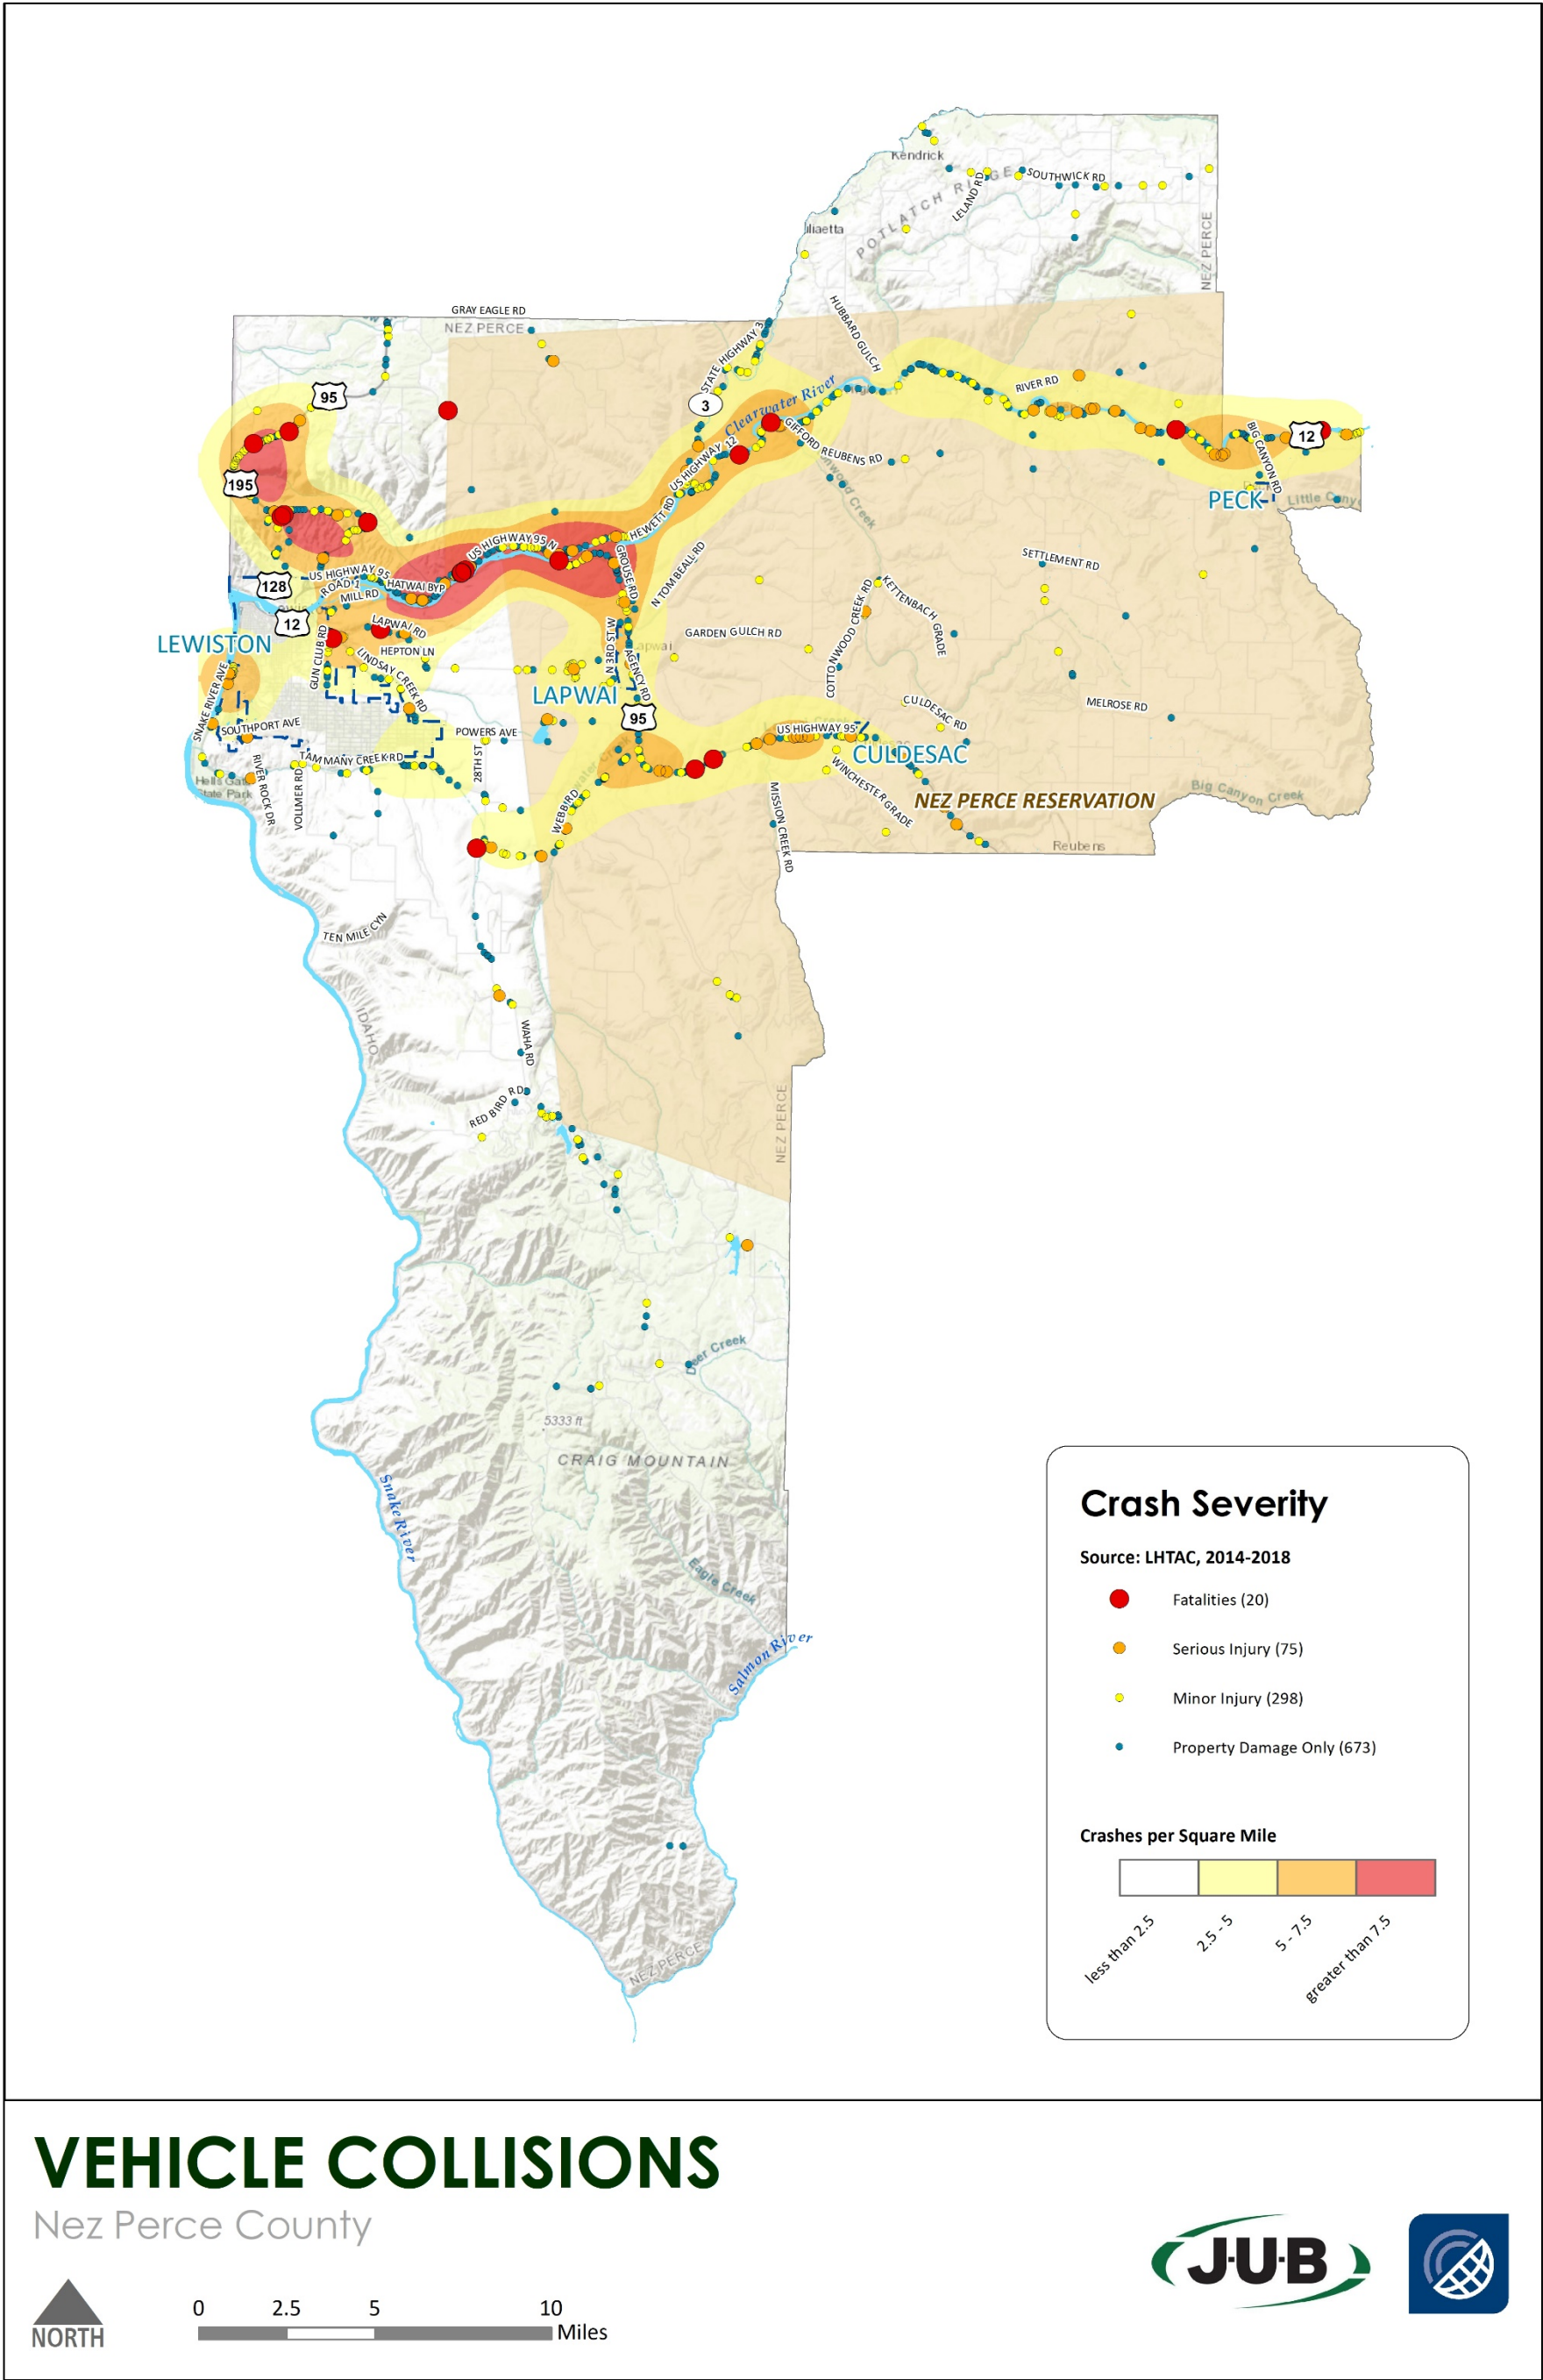 Kendrick
SOUTHWICK RD
LELAND RD
POTLATCH RIDGE
NEZ PERCE
GRAY EAGLE RD
NEZ PERCE
STATE HIGHWAY 3
HUBBARD GULCH
95
3
Clearwater River
RIVER RD
GIFFORD REUBENS RD
US HIGHWAY 12
BIG CANYON RD
12
195
PECK
HEWETT RD
US HIGHWAY 95 N
GROUSE RD
N TOM BEALL RD
SETTLEMENT RD
128
US HIGHWAY 95
ROAD 1
HATWAI BYP
MILL RD
12
LEWISTON
LAPWAI RD
HEPTON LN
GUN CLUB RD
LINDSAY CREEK RD
N 3RD ST W
AGENCY RD
GARDEN GULCH RD
COTTONWOOD CREEK RD
KETTENBACH GRADE
LAPWAI
95
SNAKE RIVER AVE
SOUTHPORT AVE
POWERS AVE
CULDESAC RD
MELROSE RD
US HIGHWAY 95
CULDESAC
TAMMANY CREEK RD
28TH ST
Hells Gate
State Park
RIVER ROCK DR
VOLLMER RD
WEBB RD
MISSION CREEK RD
WINCHESTER GRADE
NEZ PERCE RESERVATION
Big Canyon Creek
Reubens
TEN MILE CYN
IDAHO
WAHA RD
RED BIRD RD
NEZ PERCE
Deer Creek
5333 ft
CRAIG MOUNTAIN
Snake River
Eagle Creek
Salmon River
NEZ PERCE
Crash Severity
Source: LHTAC, 2014-2018
Fatalities (20)
Serious Injury (75)
Minor Injury (298)
Property Damage Only (673)
Crashes per Square Mile
less than 2.5
2.5 - 5
5 - 7.5
greater than 7.5
VEHICLE COLLISIONS
Nez Perce County
NORTH
0 2.5 5 10
Miles
J-U-B